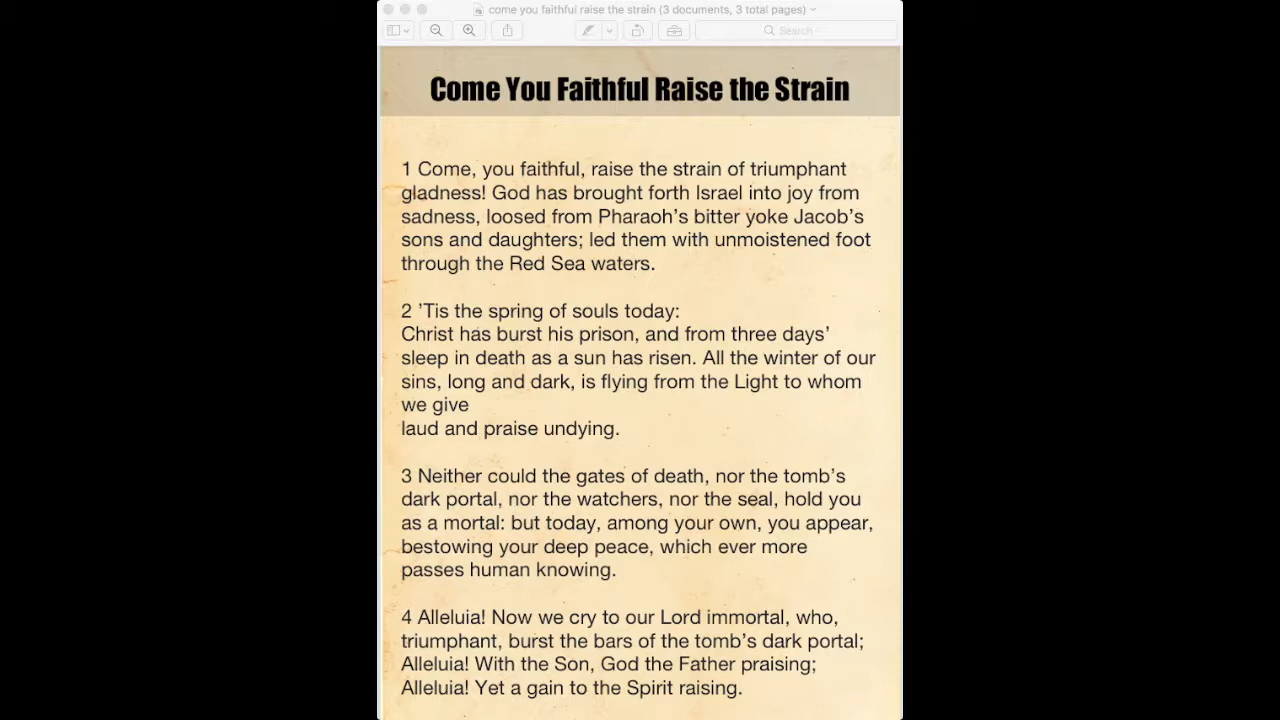 come you faithful raise the strain (3 documents, 3 total pages)
Search
Come You Faithful Raise the Strain
1 Come, you faithful, raise the strain of triumphant
gladness! God has brought forth Israel into joy from
sadness, loosed from Pharaoh’s bitter yoke Jacob’s
sons and daughters; led them with unmoistened foot
through the Red Sea waters.
2 ’Tis the spring of souls today:
Christ has burst his prison, and from three days’
sleep in death as a sun has risen. All the winter of our
sins, long and dark, is flying from the Light to whom
we give
laud and praise undying.
3 Neither could the gates of death, nor the tomb’s
dark portal, nor the watchers, nor the seal, hold you
as a mortal: but today, among your own, you appear,
bestowing your deep peace, which ever more
passes human knowing.
4 Alleluia! Now we cry to our Lord immortal, who,
triumphant, burst the bars of the tomb’s dark portal;
Alleluia! With the Son, God the Father praising;
Alleluia! Yet a gain to the Spirit raising.